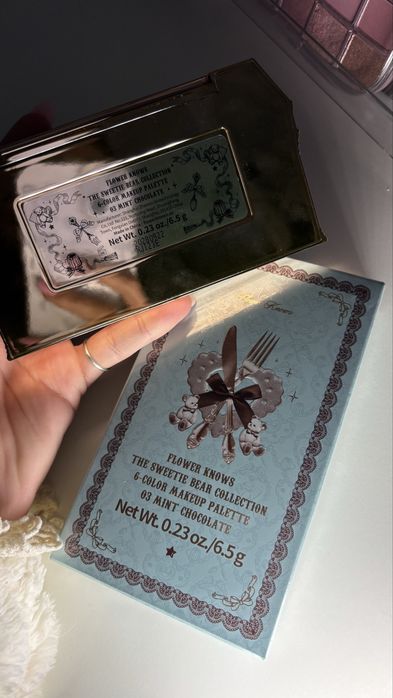 FLOWER KNOWS
THE SWEETIE BEAR COLLECTION
6-COLOR MAKEUP PALETTE
03 MINT CHOCOLATE
Net Wt. 0.23 oz./6.5 g
FLOWER KNOWS
THE SWEETIE BEAR COLLECTION
6-COLOR MAKEUP PALETTE
03 MINT CHOCOLATE
Net Wt. 0.23 oz./6.5 g